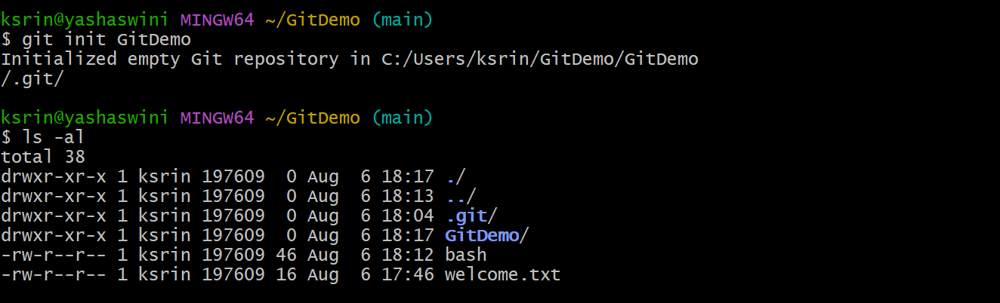 ksrin@yashaswini MINGW64 ~/GitDemo (main)
$ git init GitDemo
Initialized empty Git repository in C:/Users/ksrin/GitDemo/GitDemo
/.git/
ksrin@yashaswini MINGW64 ~/GitDemo (main)
$ ls -al
total 38
drwxr-xr-x 1 ksrin 197609  0 Aug  6 18:17 ./
drwxr-xr-x 1 ksrin 197609  0 Aug  6 18:13 ../
drwxr-xr-x 1 ksrin 197609  0 Aug  6 18:04 .git/
drwxr-xr-x 1 ksrin 197609  0 Aug  6 18:17 GitDemo/
-rw-r--r-- 1 ksrin 197609 46 Aug  6 18:12 bash
-rw-r--r-- 1 ksrin 197609 16 Aug  6 17:46 welcome.txt